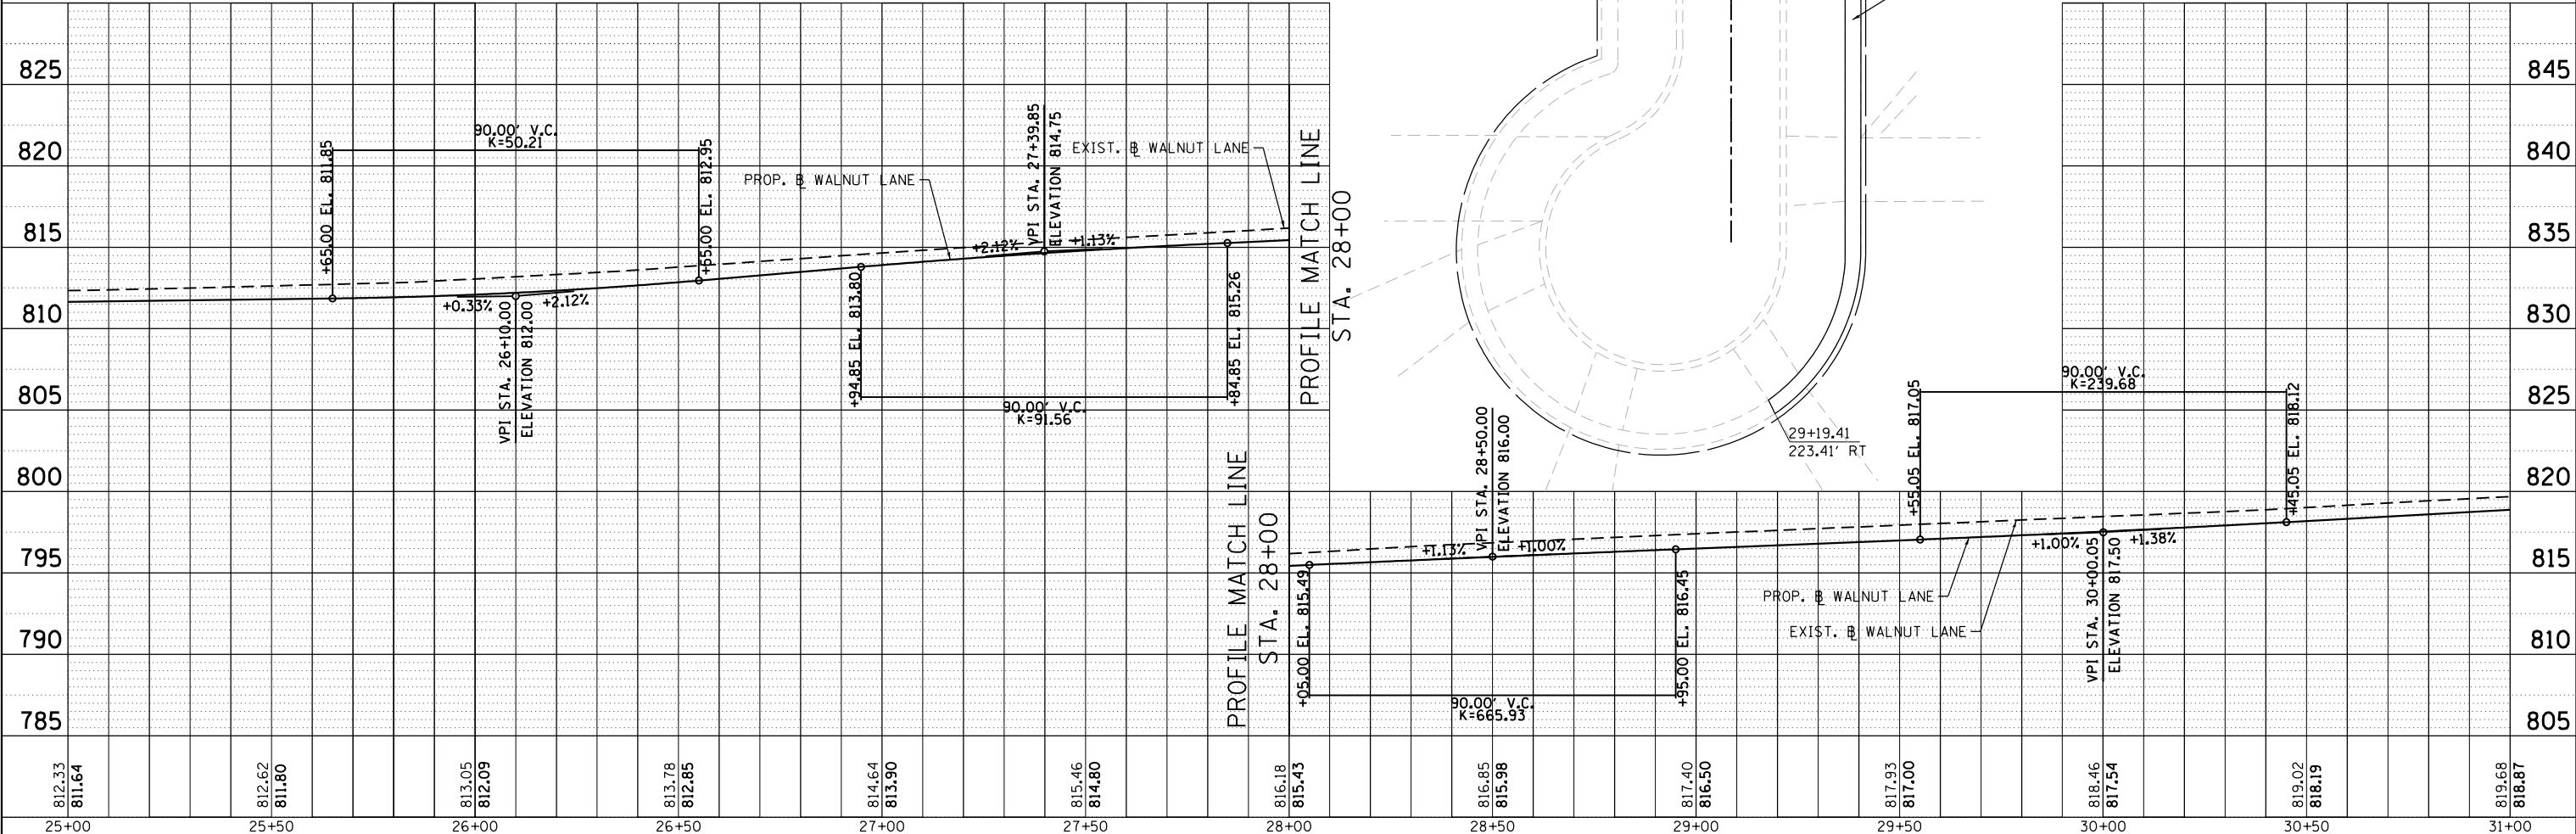 825
820
815
810
805
800
795
790
785
90.00' V.C.
K=50.21
+65.00 EL. 811.85
+55.00 EL. 812.95
PROP. ⅊ WALNUT LANE
+0.33%
+2.12%
VPI STA. 26+10.00
ELEVATION 812.00
VPI STA. 27+39.85
ELEVATION 814.75
EXIST. ⅊ WALNUT LANE
+2.12%
+1.13%
+94.85 EL. 813.80
+84.85 EL. 815.26
90.00' V.C.
K=91.56
PROFILE MATCH LINE
STA. 28+00
PROFILE MATCH LINE
STA. 28+00
29+19.41
223.41' RT
VPI STA. 28+50.00
ELEVATION 816.00
+1.13%
+1.00%
+05.00 EL. 815.49
+95.00 EL. 816.45
90.00' V.C.
K=665.93
90.00' V.C.
K=239.68
+55.05 EL. 817.05
+45.05 EL. 818.12
+1.00%
+1.38%
PROP. ⅊ WALNUT LANE
EXIST. ⅊ WALNUT LANE
VPI STA. 30+00.05
ELEVATION 817.50
845
840
835
830
825
820
815
810
805
812.33
811.64
812.62
811.80
813.05
812.09
813.78
812.85
814.64
813.90
815.46
814.80
816.18
815.43
816.85
815.98
817.40
816.50
817.93
817.00
818.46
817.54
819.02
818.19
819.68
818.87
25+00 25+50 26+00 26+50 27+00 27+50 28+00 28+50 29+00 29+50 30+00 30+50 31+00